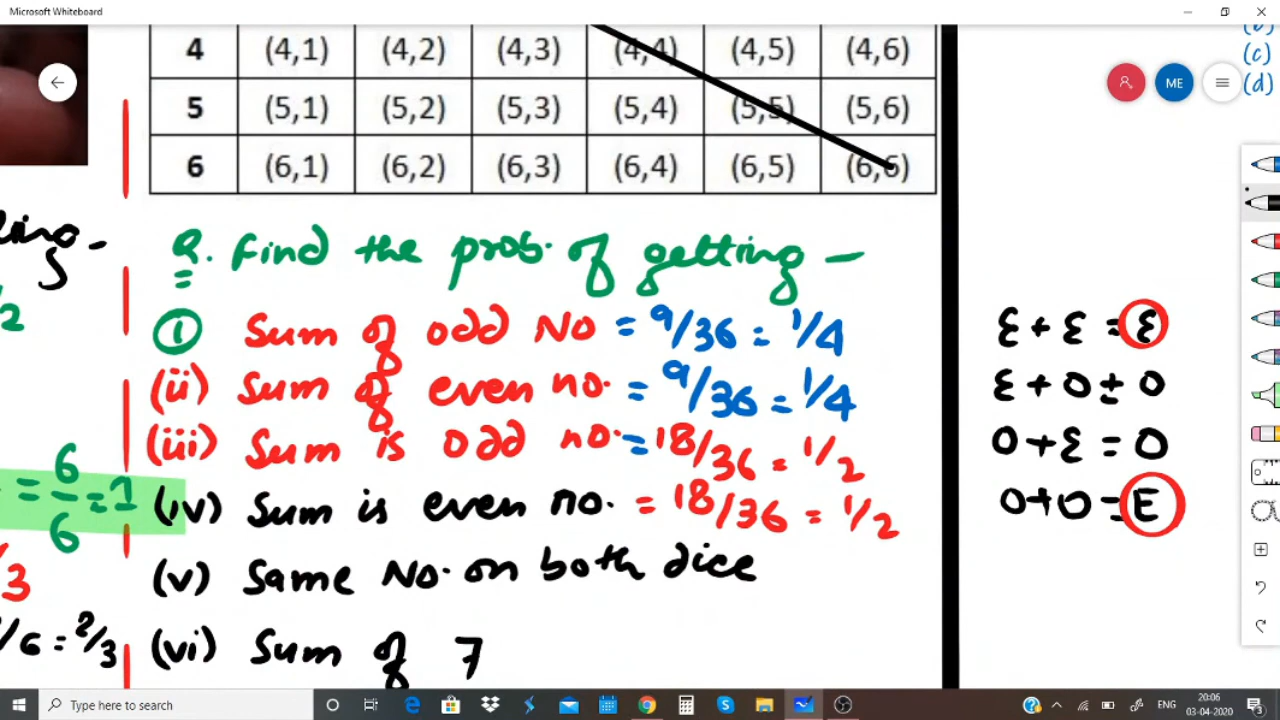 Microsoft Whiteboard
4 (4,1) (4,2) (4,3) (4,4) (4,5) (4,6)
5 (5,1) (5,2) (5,3) (5,4) (5,5) (5,6)
6 (6,1) (6,2) (6,3) (6,4) (6,5) (6,6)
(c)
(d)
ME
Q. Find the prob. of getting -
① Sum of odd No = 9/36 = 1/4
(ii) Sum of even no. = 9/36 = 1/4
(iii) Sum is odd no. = 18/36 = 1/2
= 6/6 = 1
(iv) Sum is even no. = 18/36 = 1/2
(v) Same No. on both dice
/6 = 2/3
(vi) Sum of 7
E + E = E
E + O = O
O + E = O
O + O = E
Type here to search
ENG
20:06
03-04-2020
3